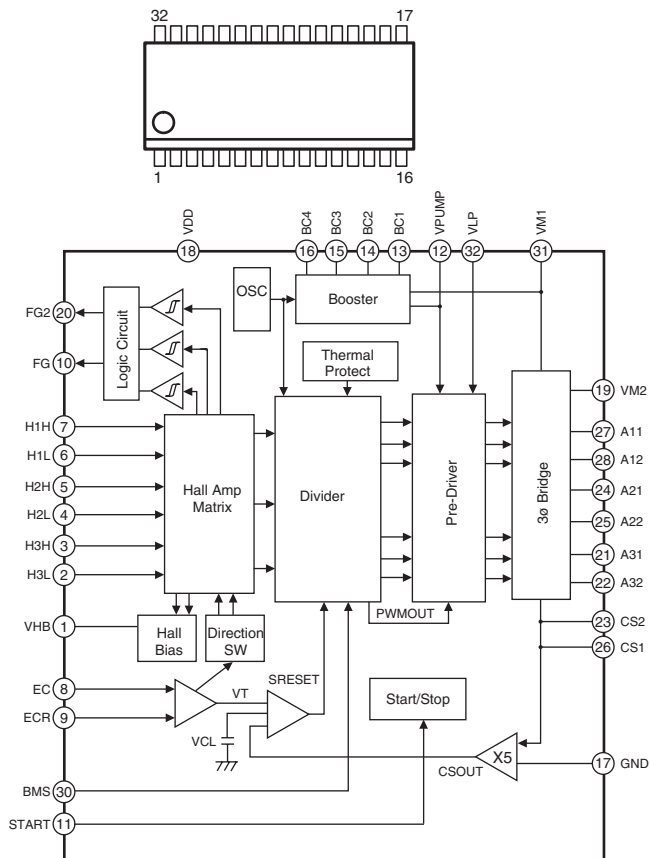 32 17
1 16
VDD
BC4
BC3
BC2
BC1
VPUMP
VLP
VM1
18
16
15
14
13
12
32
31
OSC
Booster
FG2 20
Logic Circuit
FG 10
Thermal
Protect
19 VM2
H1H 7
H1L 6
H2H 5
H2L 4
H3H 3
H3L 2
Hall Amp
Matrix
Divider
Pre-Driver
3ø Bridge
27 A11
28 A12
24 A21
25 A22
21 A31
22 A32
PWMOUT
VHB 1
Hall
Bias
Direction
SW
23 CS2
26 CS1
EC 8
ECR 9
VT
SRESET
Start/Stop
VCL
CSOUT
X5
17 GND
BMS 30
START 11